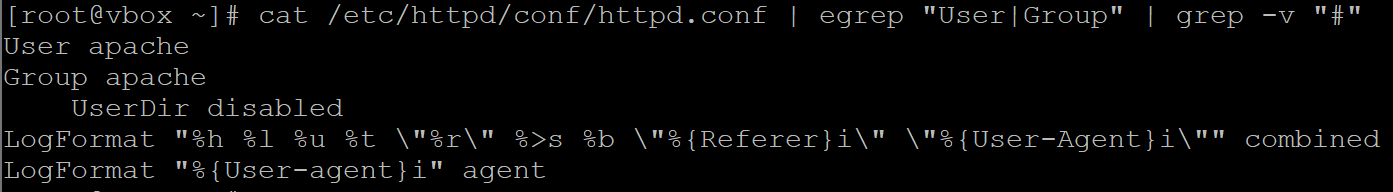 [root@vbox ~]# cat /etc/httpd/conf/httpd.conf | egrep "User|Group" | grep -v "#"
User apache
Group apache
    UserDir disabled
LogFormat "%h %l %u %t \"%r\" %>s %b \"%{Referer}i\" \"%{User-Agent}i\"" combined
LogFormat "%{User-agent}i" agent